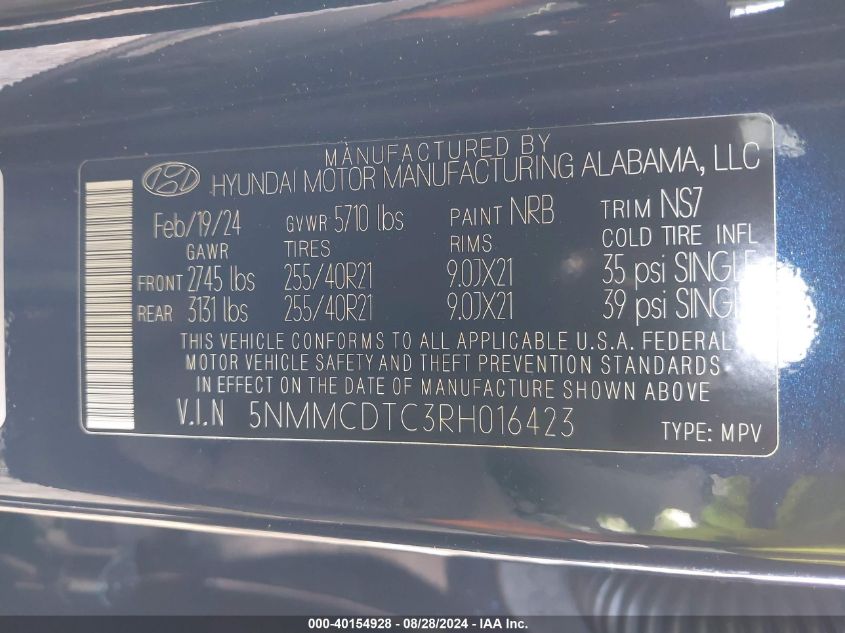 MANUFACTURED BY
HYUNDAI MOTOR MANUFACTURING ALABAMA, LLC
Feb/19/24 GVWR 5710 lbs PAINT NRB TRIM NS7
GAWR TIRES RIMS COLD TIRE INFL
FRONT 2745 lbs 255/40R21 9.0JX21 35 psi SINGLE
REAR 3131 lbs 255/40R21 9.0JX21 39 psi SINGLE
THIS VEHICLE CONFORMS TO ALL APPLICABLE U.S.A. FEDERAL
MOTOR VEHICLE SAFETY AND THEFT PREVENTION STANDARDS
IN EFFECT ON THE DATE OF MANUFACTURE SHOWN ABOVE
V.I.N 5NMMCDTC3RH016423 TYPE: MPV
000-40154928 - 08/28/2024 - IAA Inc.